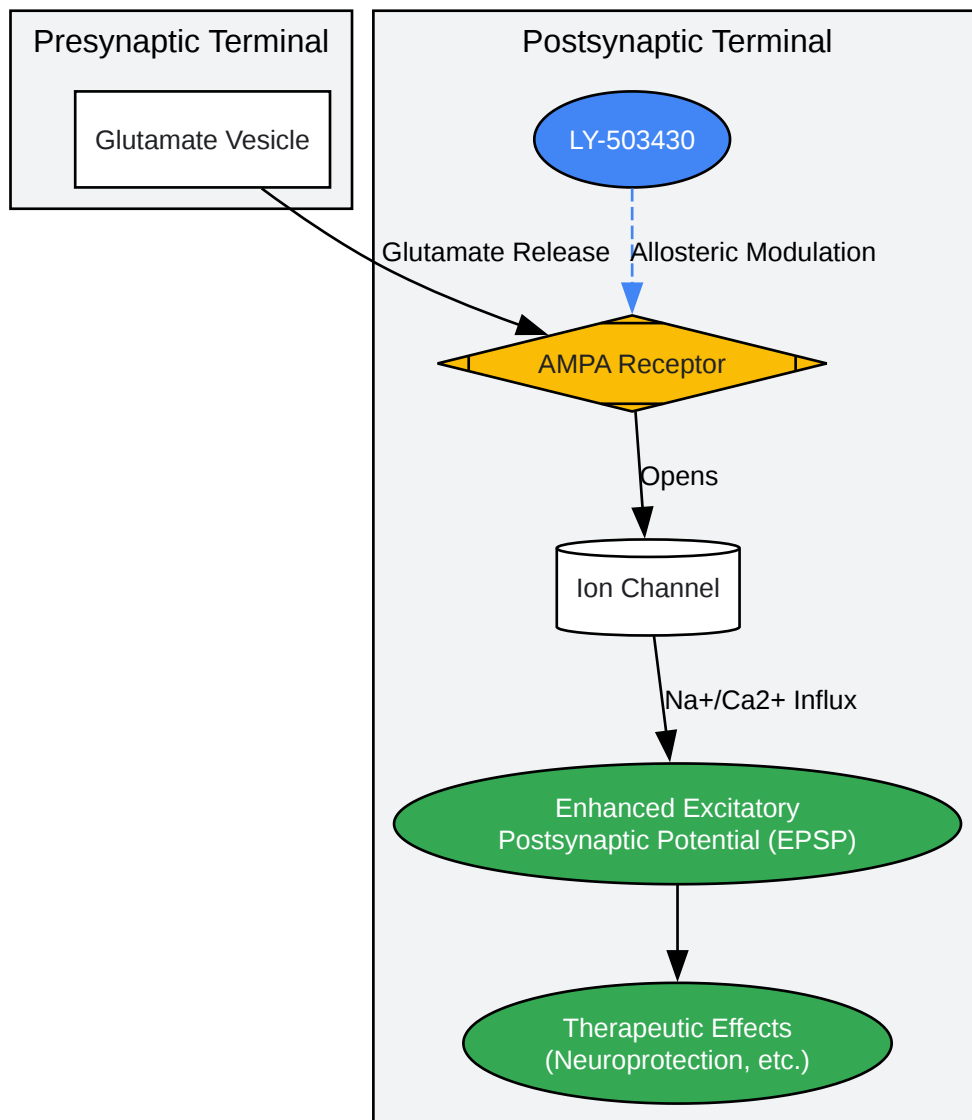 Presynaptic Terminal
Postsynaptic Terminal
Glutamate Vesicle
LY-503430
Glutamate Release
Allosteric Modulation
AMPA Receptor
Opens
Ion Channel
Na+/Ca2+ Influx
Enhanced Excitatory
Postsynaptic Potential (EPSP)
Therapeutic Effects
(Neuroprotection, etc.)